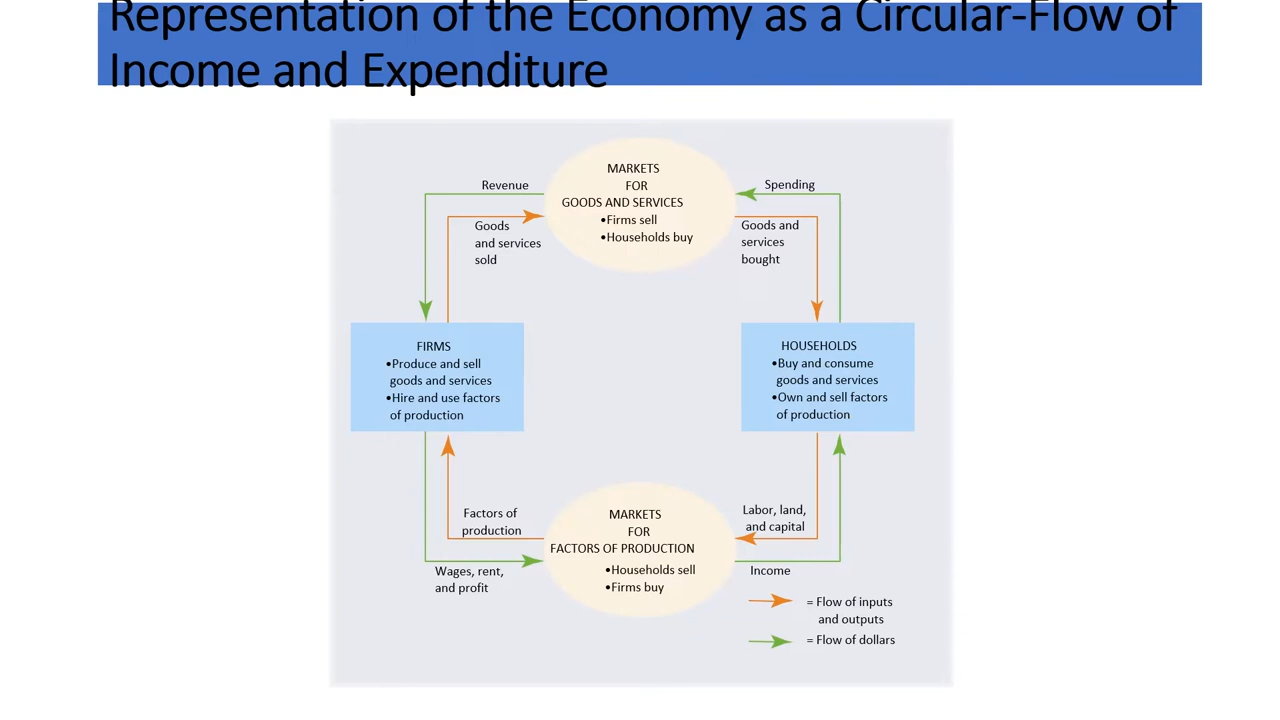 Representation of the Economy as a Circular-Flow of
Income and Expenditure
MARKETS
FOR
GOODS AND SERVICES
•Firms sell
•Households buy
Revenue
Goods
and services
sold
Spending
Goods and
services
bought
FIRMS
•Produce and sell
goods and services
•Hire and use factors
of production
HOUSEHOLDS
•Buy and consume
goods and services
•Own and sell factors
of production
Factors of
production
Wages, rent,
and profit
MARKETS
FOR
FACTORS OF PRODUCTION
•Households sell
•Firms buy
Labor, land,
and capital
Income
= Flow of inputs
and outputs
= Flow of dollars